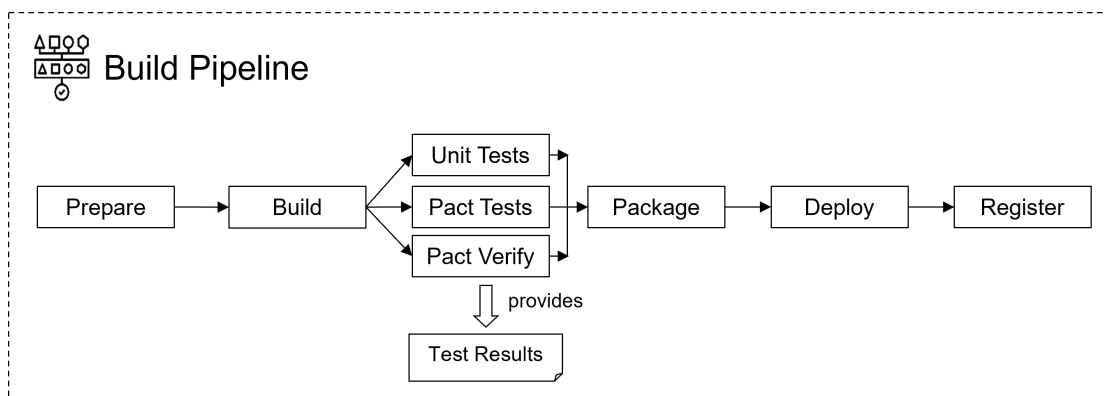 Build Pipeline
Unit Tests
Prepare
Build
Pact Tests
Package
Deploy
Register
Pact Verify
provides
Test Results